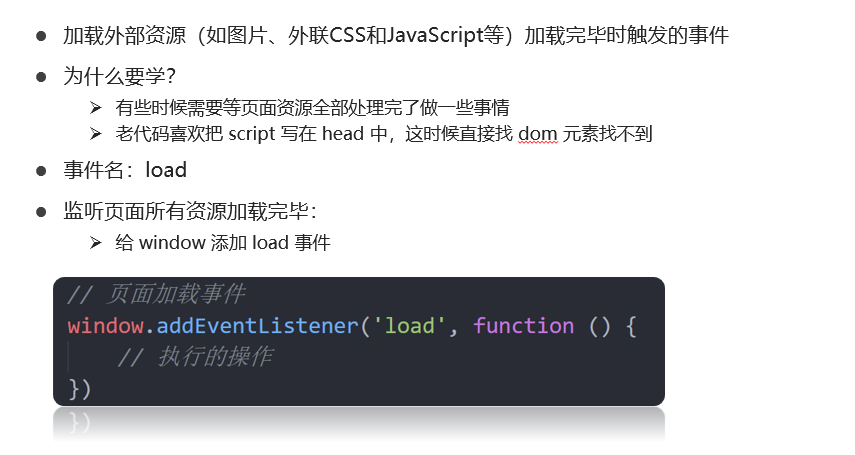 ● 加载外部资源（如图片、外联CSS和JavaScript等）加载完毕时触发的事件
● 为什么要学？
➢ 有些时候需要等页面资源全部处理完了做一些事情
➢ 老代码喜欢把 script 写在 head 中，这时候直接找 dom 元素找不到
● 事件名：load
● 监听页面所有资源加载完毕：
➢ 给 window 添加 load 事件
// 页面加载事件
window.addEventListener('load', function () {
    // 执行的操作
})